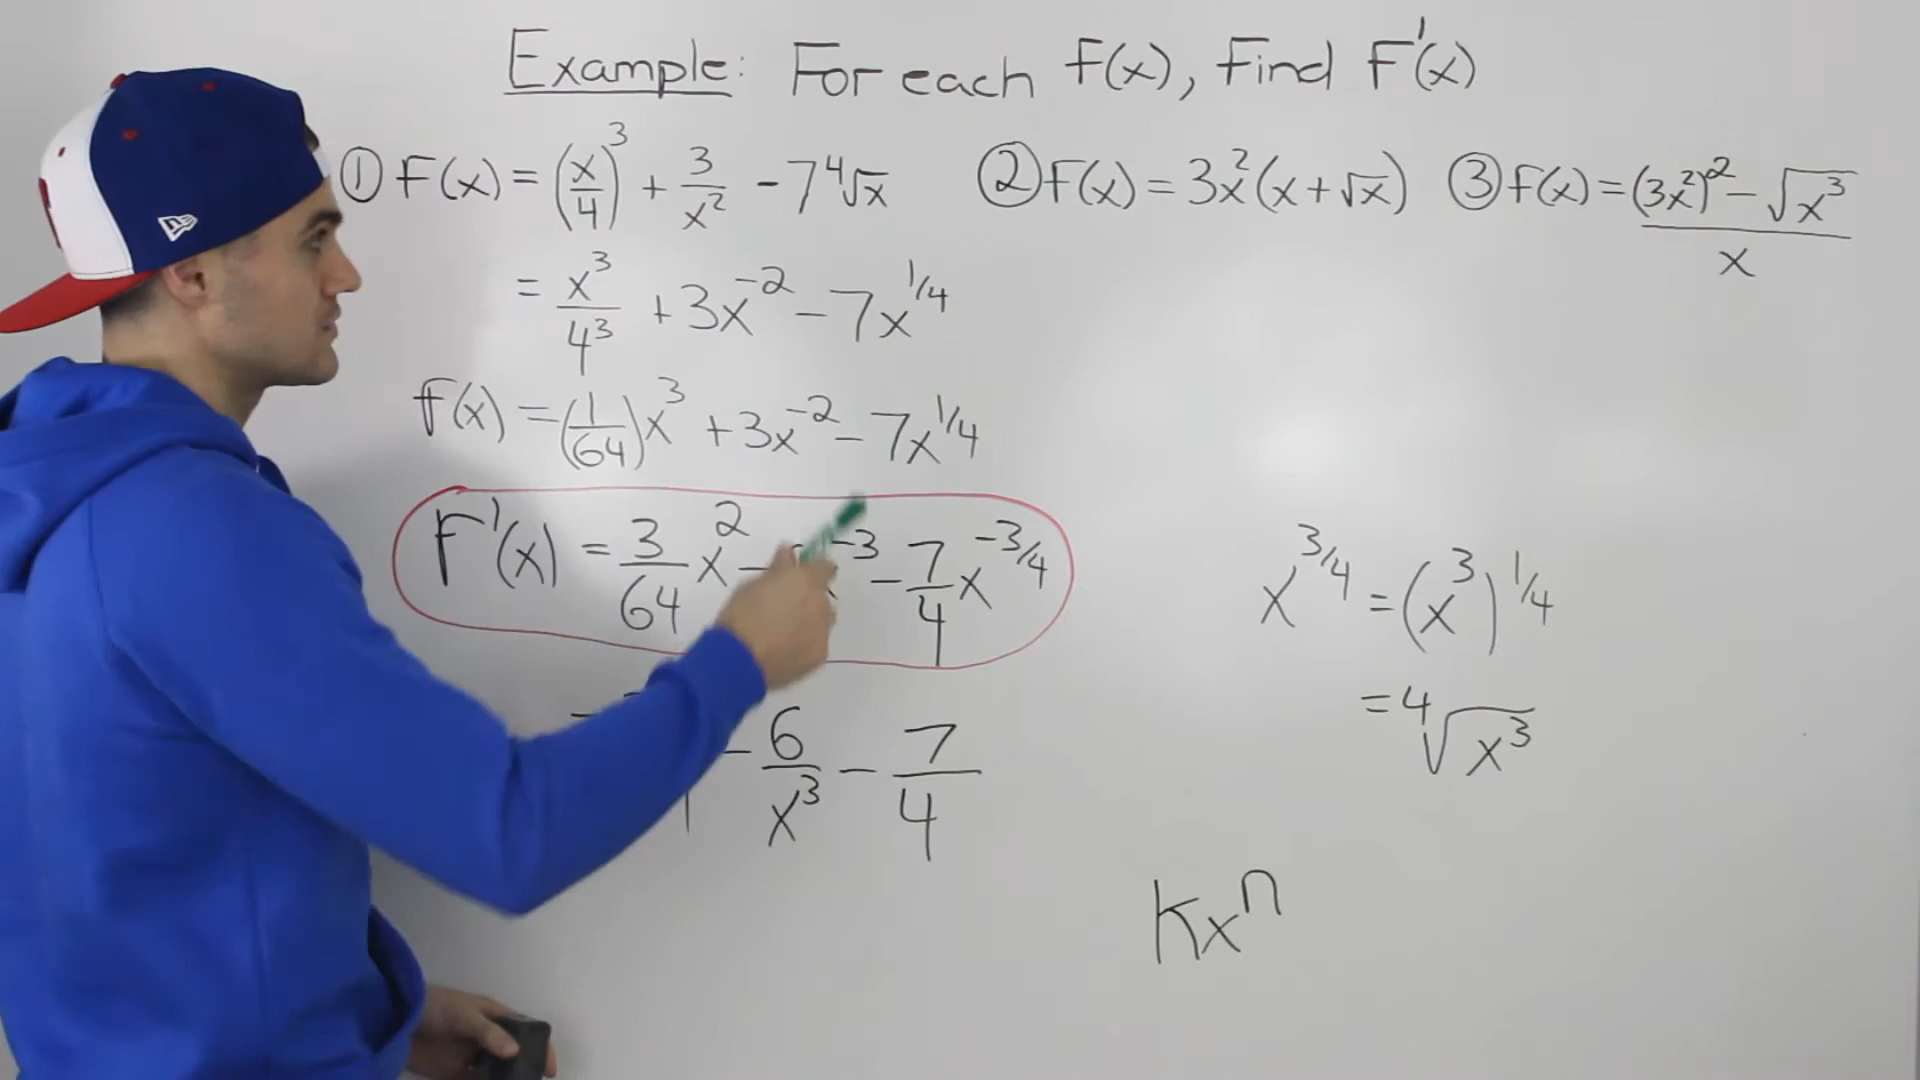 Example: For each f(x), Find F'(x)
① F(x) = (x/4)³ + 3/x² - 7⁴√x
② f(x) = 3x²(x + √x)
③ f(x) = ((3x²)² - √x³)/x
= x³/4³ + 3x⁻² - 7x^(1/4)
f(x) = (1/64)x³ + 3x⁻² - 7x^(1/4)
F'(x) = 3/64 x² - ⁻³ - 7/4 x^(-3/4)
- 6/x³ - 7/4
x^(3/4) = (x³)^(1/4)
= ⁴√x³
Kxⁿ